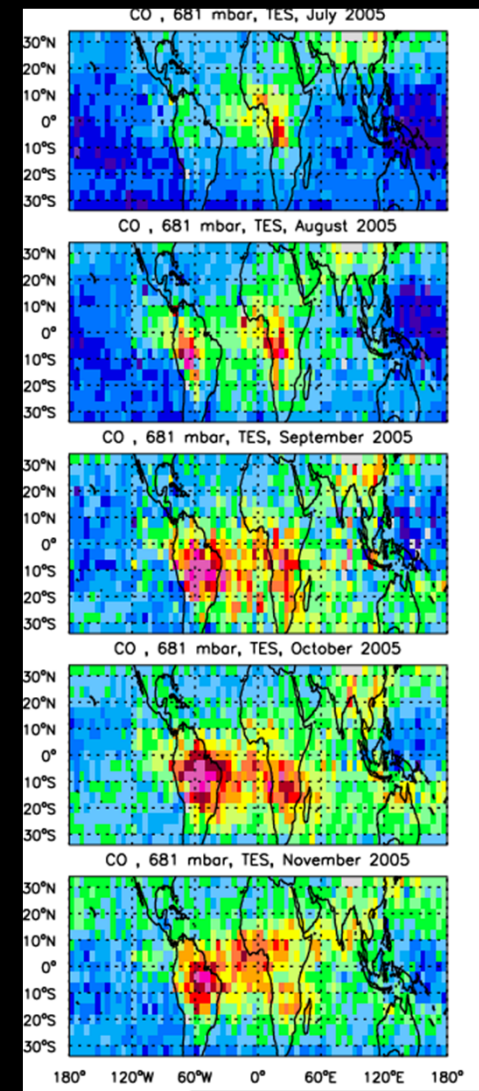 CO , 681 mbar, TES, July 2005
30°N
20°N
10°N
0°
10°S
20°S
30°S
CO , 681 mbar, TES, August 2005
30°N
20°N
10°N
0°
10°S
20°S
30°S
CO , 681 mbar, TES, September 2005
30°N
20°N
10°N
0°
10°S
20°S
30°S
CO , 681 mbar, TES, October 2005
30°N
20°N
10°N
0°
10°S
20°S
30°S
CO , 681 mbar, TES, November 2005
30°N
20°N
10°N
0°
10°S
20°S
30°S
180° 120°W 60°W 0° 60°E 120°E 180°